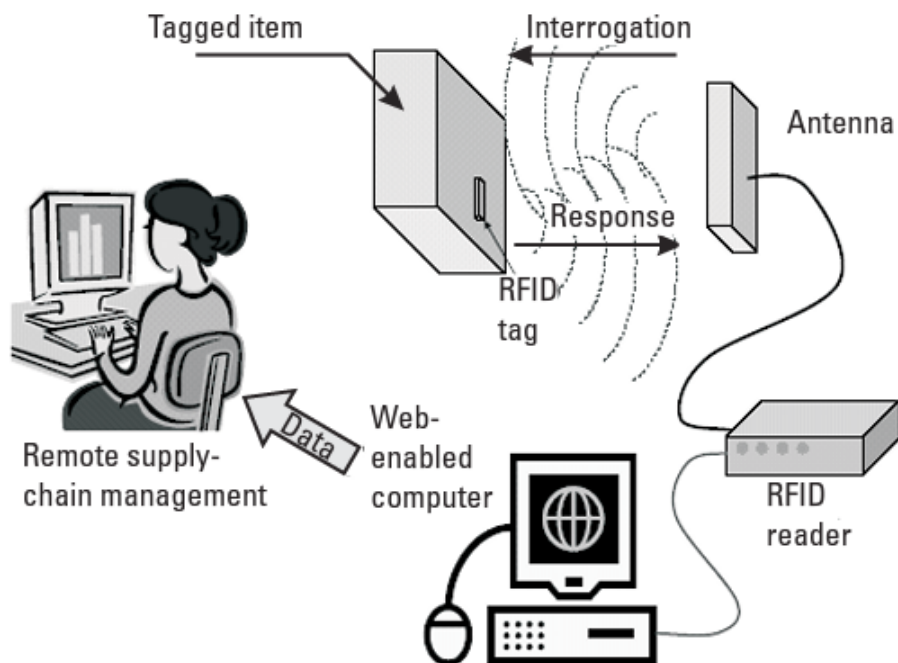 Tagged item
Interrogation
Antenna
Response
RFID
tag
Data
Web-
enabled
computer
Remote supply-
chain management
RFID
reader